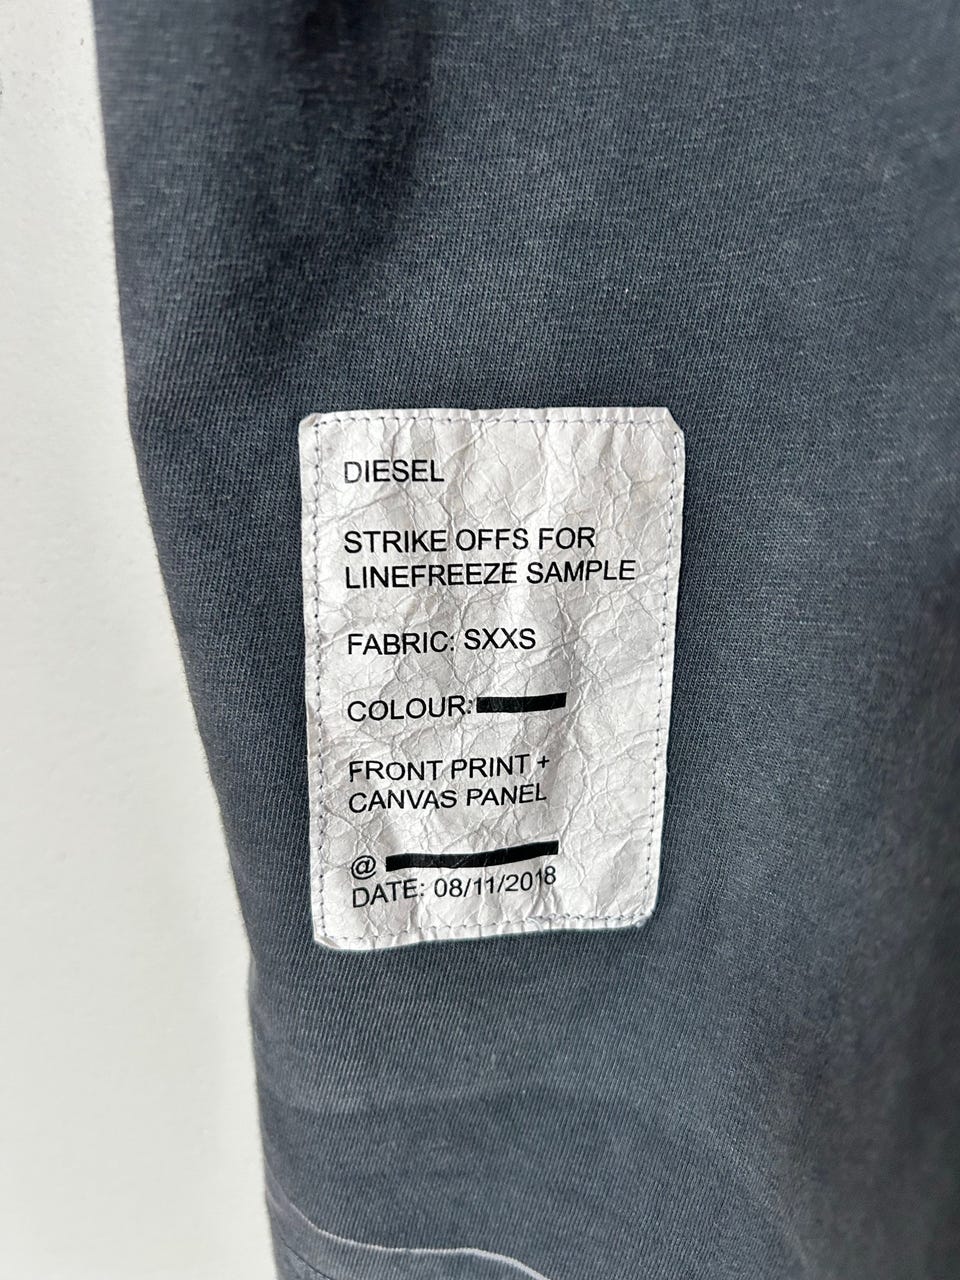 DIESEL
STRIKE OFFS FOR
LINEFREEZE SAMPLE
FABRIC: SXXS
COLOUR:
FRONT PRINT +
CANVAS PANEL
@
DATE: 08/11/2018